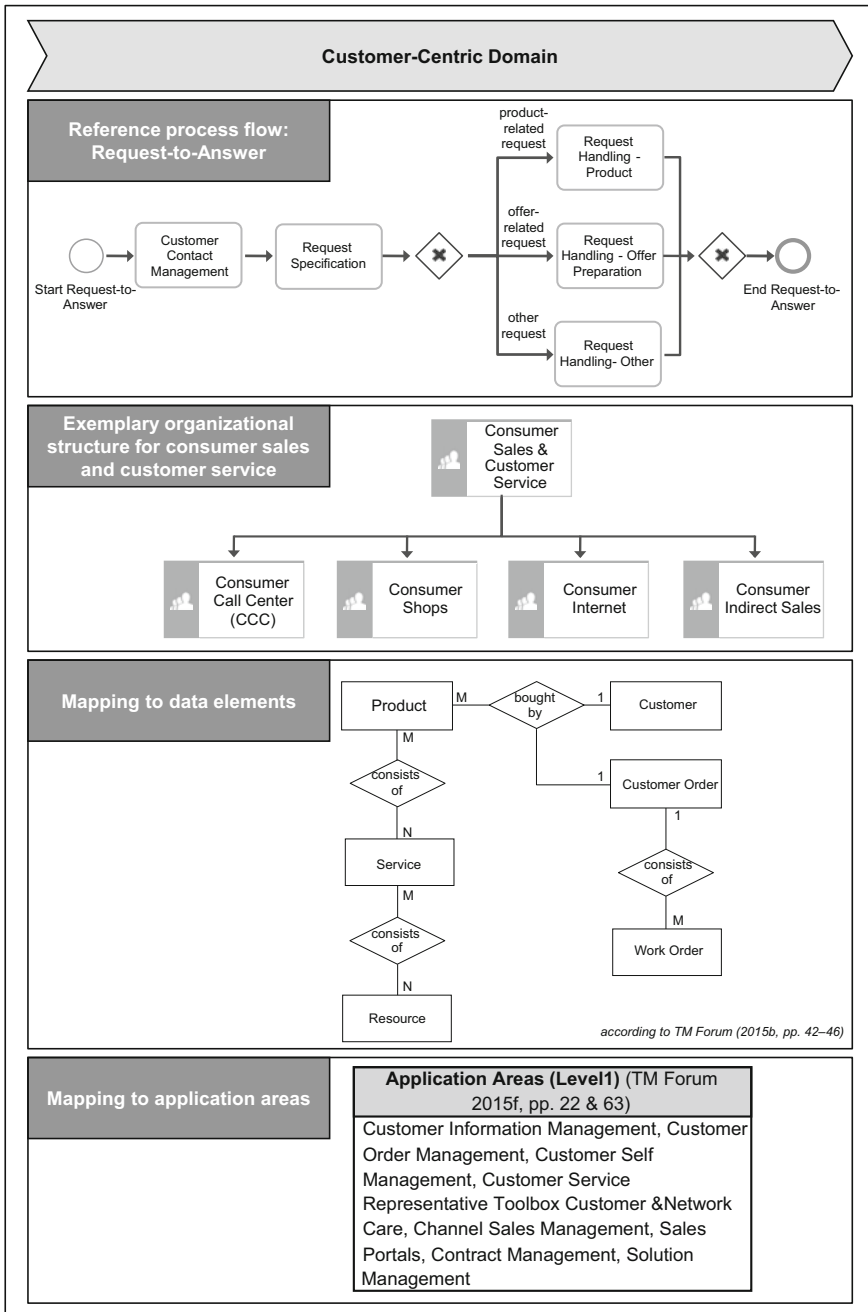 Customer-Centric Domain
Reference process flow:
Request-to-Answer
product-
related
request
Request
Handling -
Product
Start Request-to-
Answer
Customer
Contact
Management
Request
Specification
offer-
related
request
Request
Handling - Offer
Preparation
End Request-to-
Answer
other
request
Request
Handling- Other
Exemplary organizational
structure for consumer sales
and customer service
Consumer
Sales &
Customer
Service
Consumer
Call Center
(CCC)
Consumer
Shops
Consumer
Internet
Consumer
Indirect Sales
Mapping to data elements
Product
M
bought
by
1
Customer
M
consists
of
N
1
Customer Order
1
Service
M
consists
of
M
Work Order
consists
of
N
Resource
according to TM Forum (2015b, pp. 42–46)
Mapping to application areas
Application Areas (Level1) (TM Forum
2015f, pp. 22 & 63)
Customer Information Management, Customer
Order Management, Customer Self
Management, Customer Service
Representative Toolbox Customer &Network
Care, Channel Sales Management, Sales
Portals, Contract Management, Solution
Management